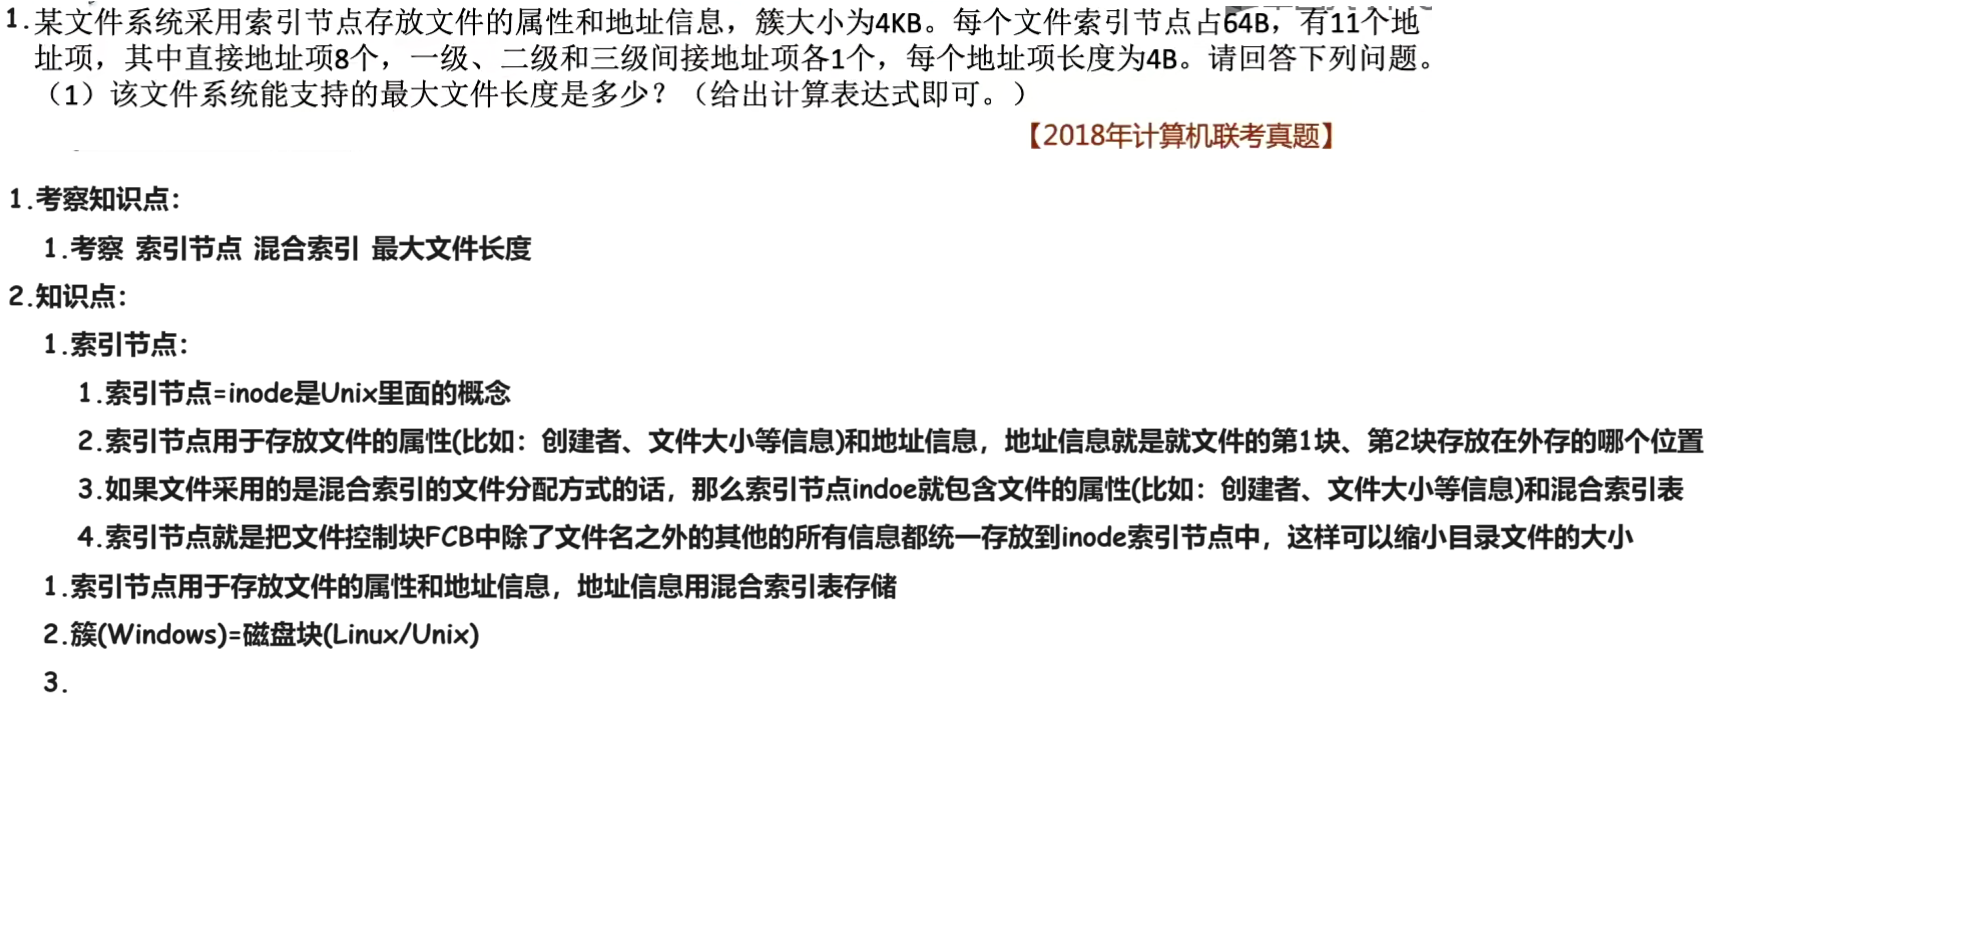 1.某文件系统采用索引节点存放文件的属性和地址信息，簇大小为4KB。每个文件索引节点占64B，有11个地
址项，其中直接地址项8个，一级、二级和三级间接地址项各1个，每个地址项长度为4B。请回答下列问题。
（1）该文件系统能支持的最大文件长度是多少？（给出计算表达式即可。）
【2018年计算机联考真题】
1.考察知识点：
1.考察 索引节点 混合索引 最大文件长度
2.知识点：
1.索引节点：
1.索引节点=inode是Unix里面的概念
2.索引节点用于存放文件的属性(比如：创建者、文件大小等信息)和地址信息，地址信息就是就文件的第1块、第2块存放在外存的哪个位置
3.如果文件采用的是混合索引的文件分配方式的话，那么索引节点indoe就包含文件的属性(比如：创建者、文件大小等信息)和混合索引表
4.索引节点就是把文件控制块FCB中除了文件名之外的其他的所有信息都统一存放到inode索引节点中，这样可以缩小目录文件的大小
1.索引节点用于存放文件的属性和地址信息，地址信息用混合索引表存储
2.簇(Windows)=磁盘块(Linux/Unix)
3.